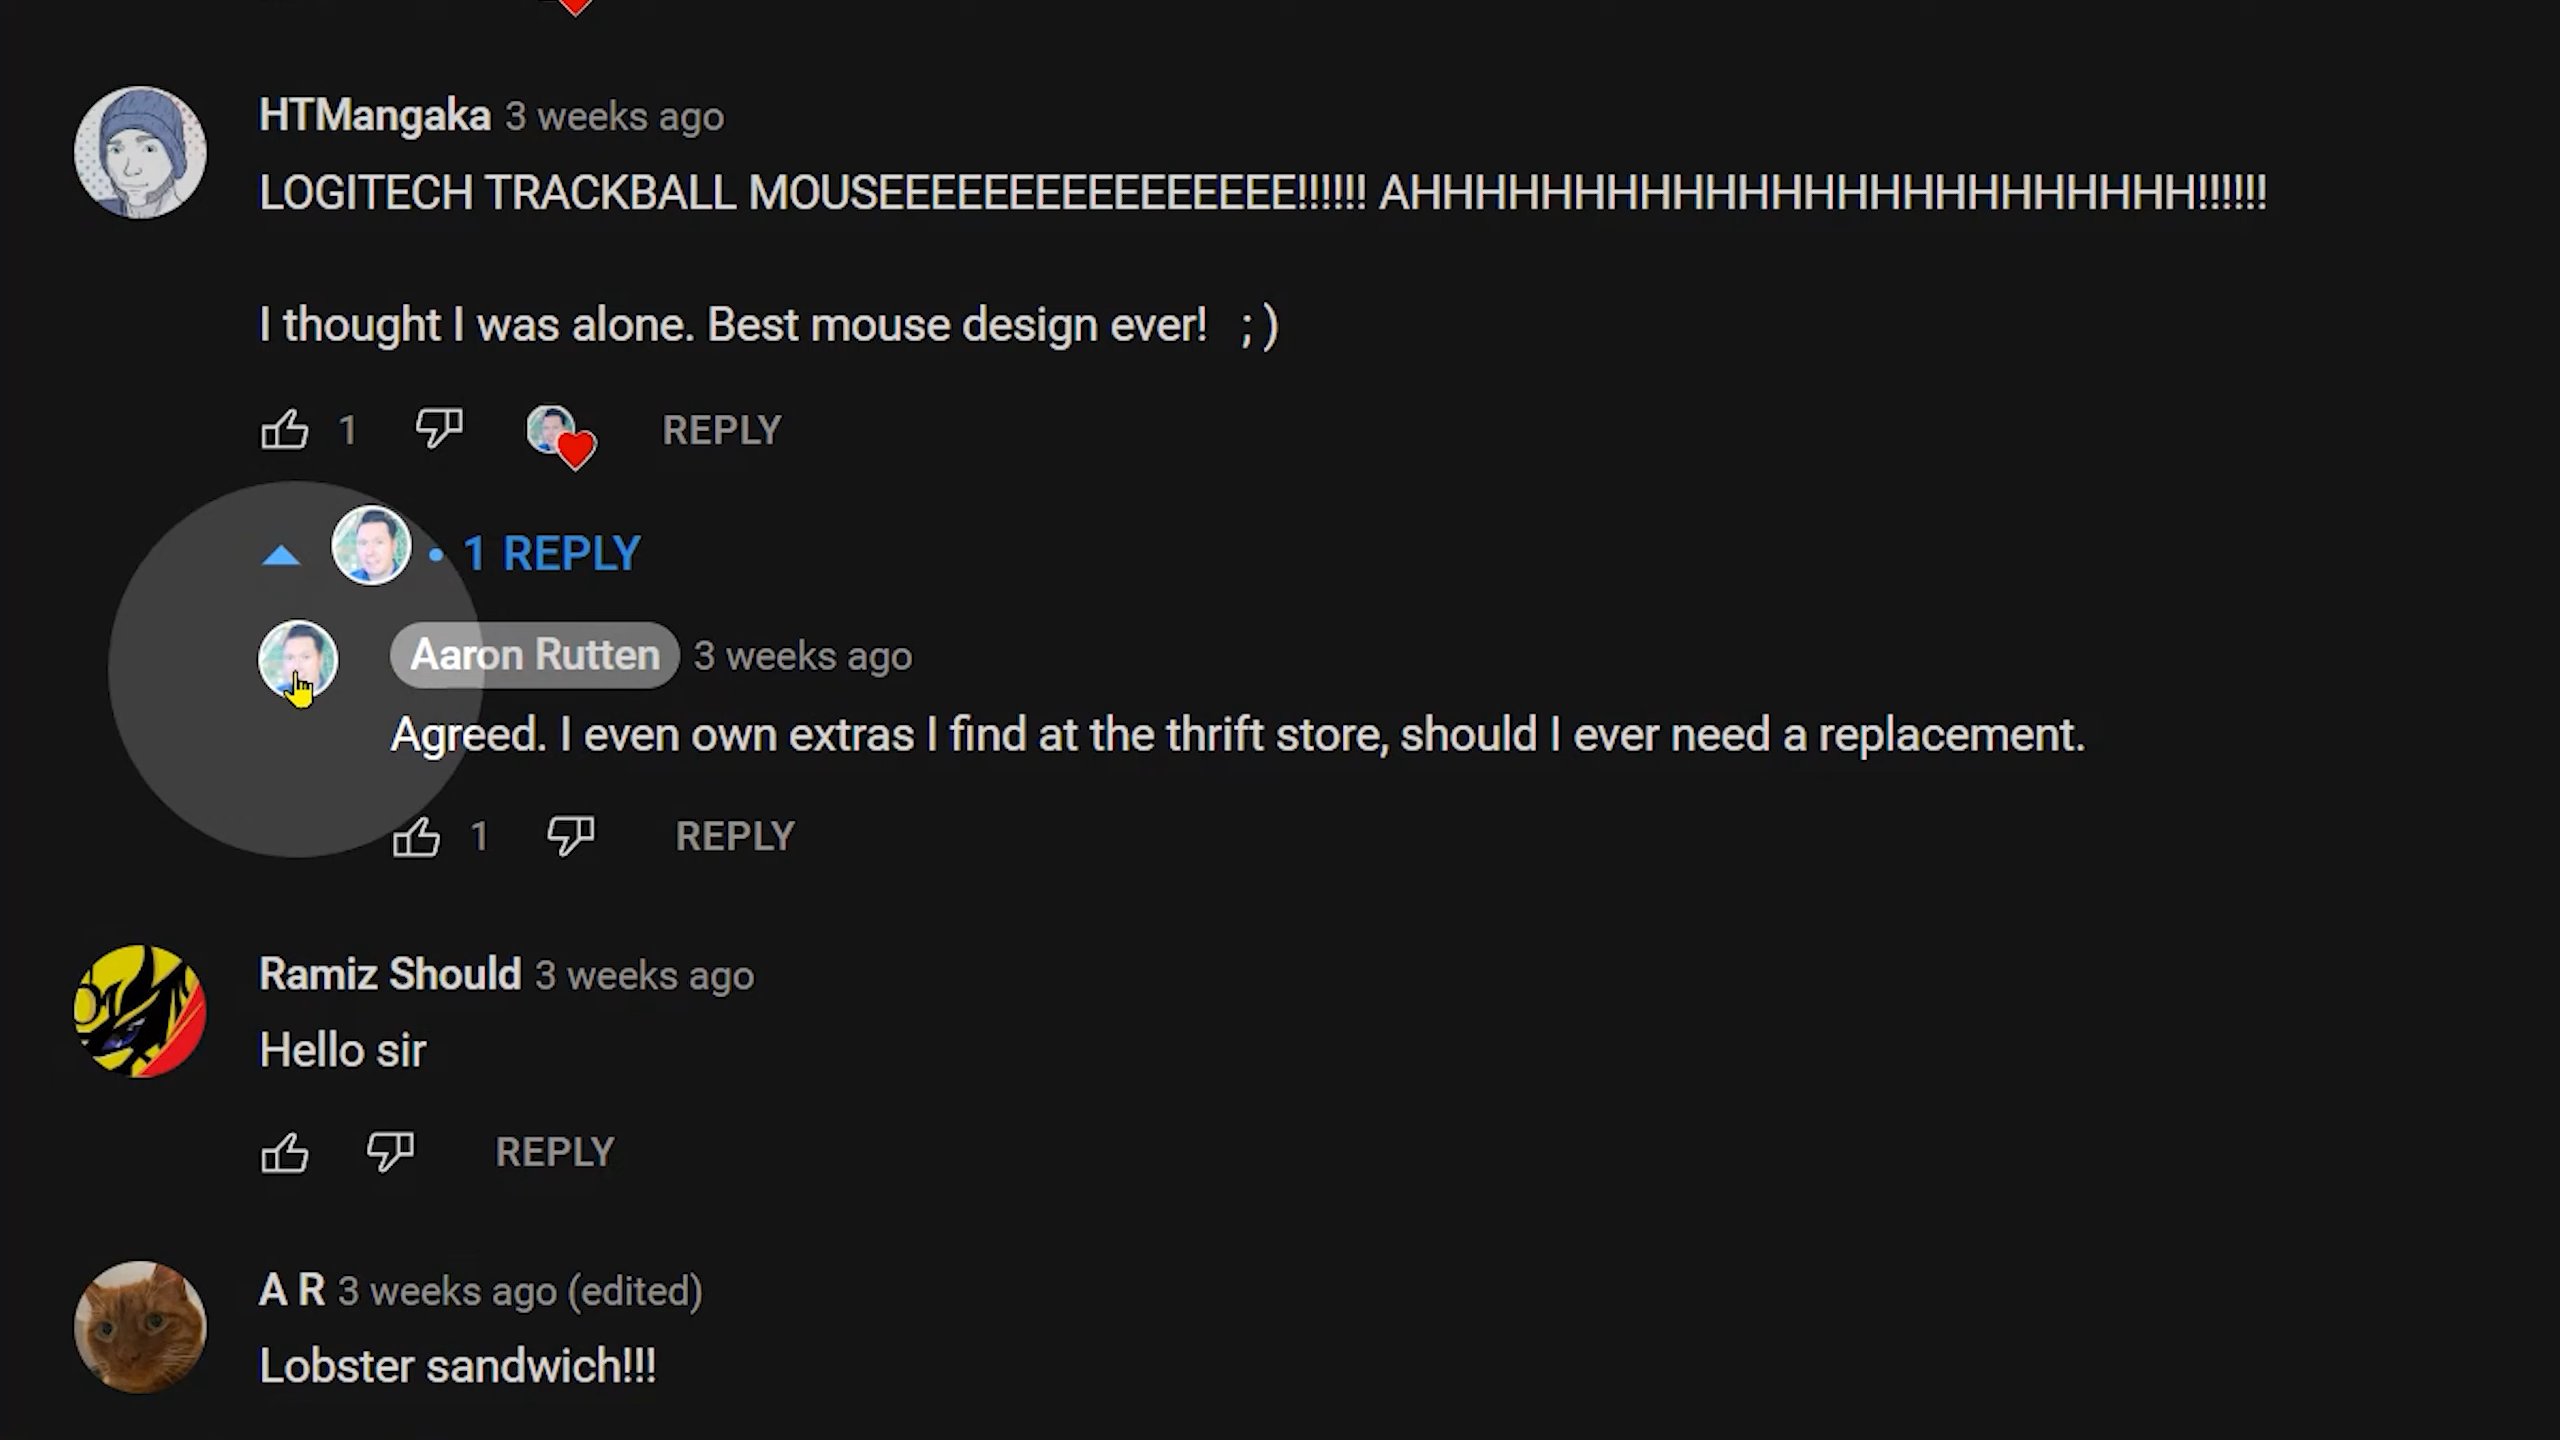 HTMangaka 3 weeks ago
LOGITECH TRACKBALL MOUSEEEEEEEEEEEEEEEE!!!!!! AHHHHHHHHHHHHHHHHHHHHHHHH!!!!!!
I thought I was alone. Best mouse design ever!   ; )
1 REPLY
• 1 REPLY
Aaron Rutten 3 weeks ago
Agreed. I even own extras I find at the thrift store, should I ever need a replacement.
1 REPLY
Ramiz Should 3 weeks ago
Hello sir
REPLY
A R 3 weeks ago (edited)
Lobster sandwich!!!